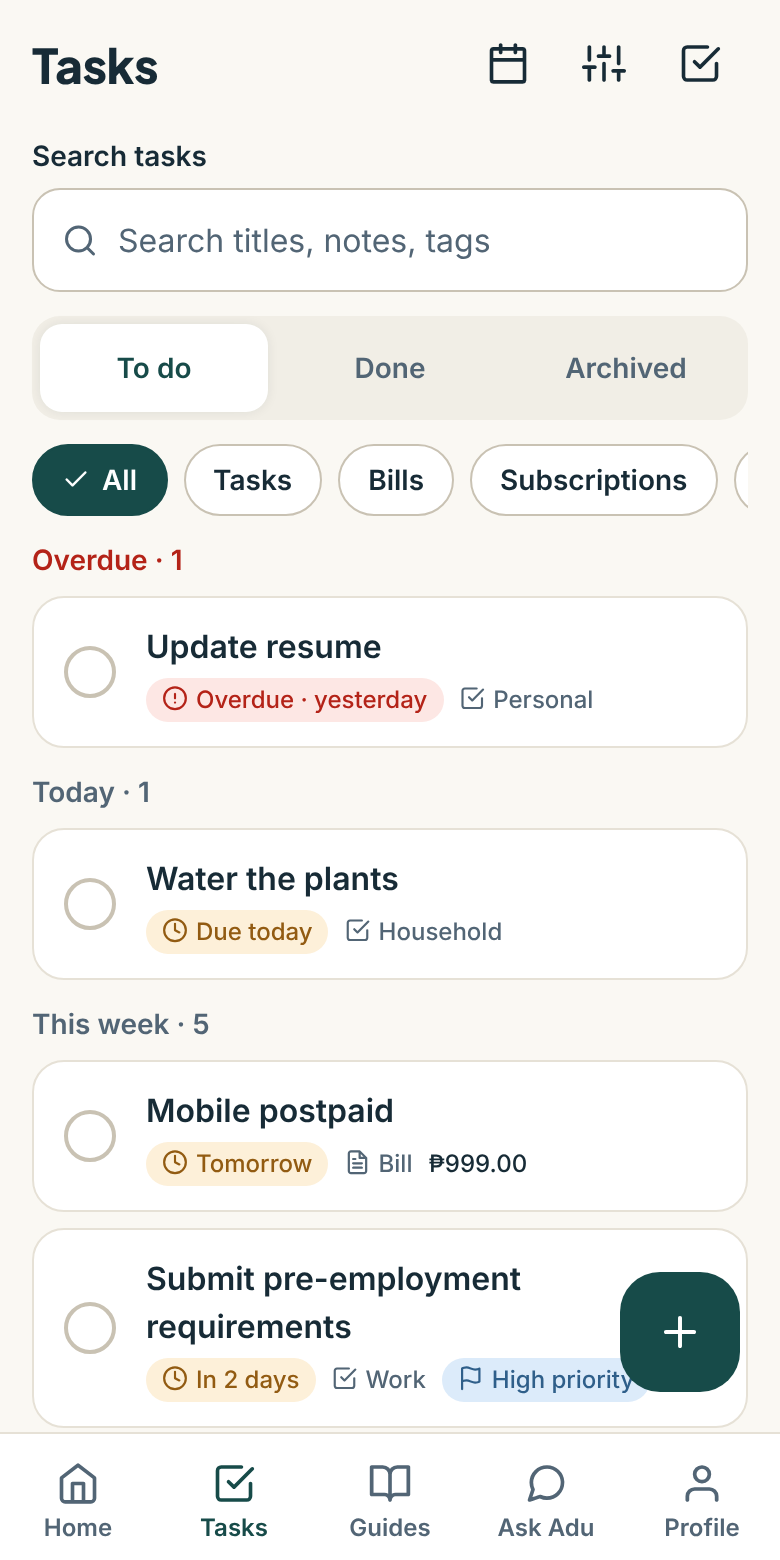 Tasks
Search tasks
Search titles, notes, tags
To do
Done
Archived
All
Tasks
Bills
Subscriptions
Overdue · 1
Update resume
Overdue · yesterday
Personal
Today · 1
Water the plants
Due today
Household
This week · 5
Mobile postpaid
Tomorrow
Bill
₱999.00
Submit pre-employment
requirements
In 2 days
Work
High priority
Home
Tasks
Guides
Ask Adu
Profile